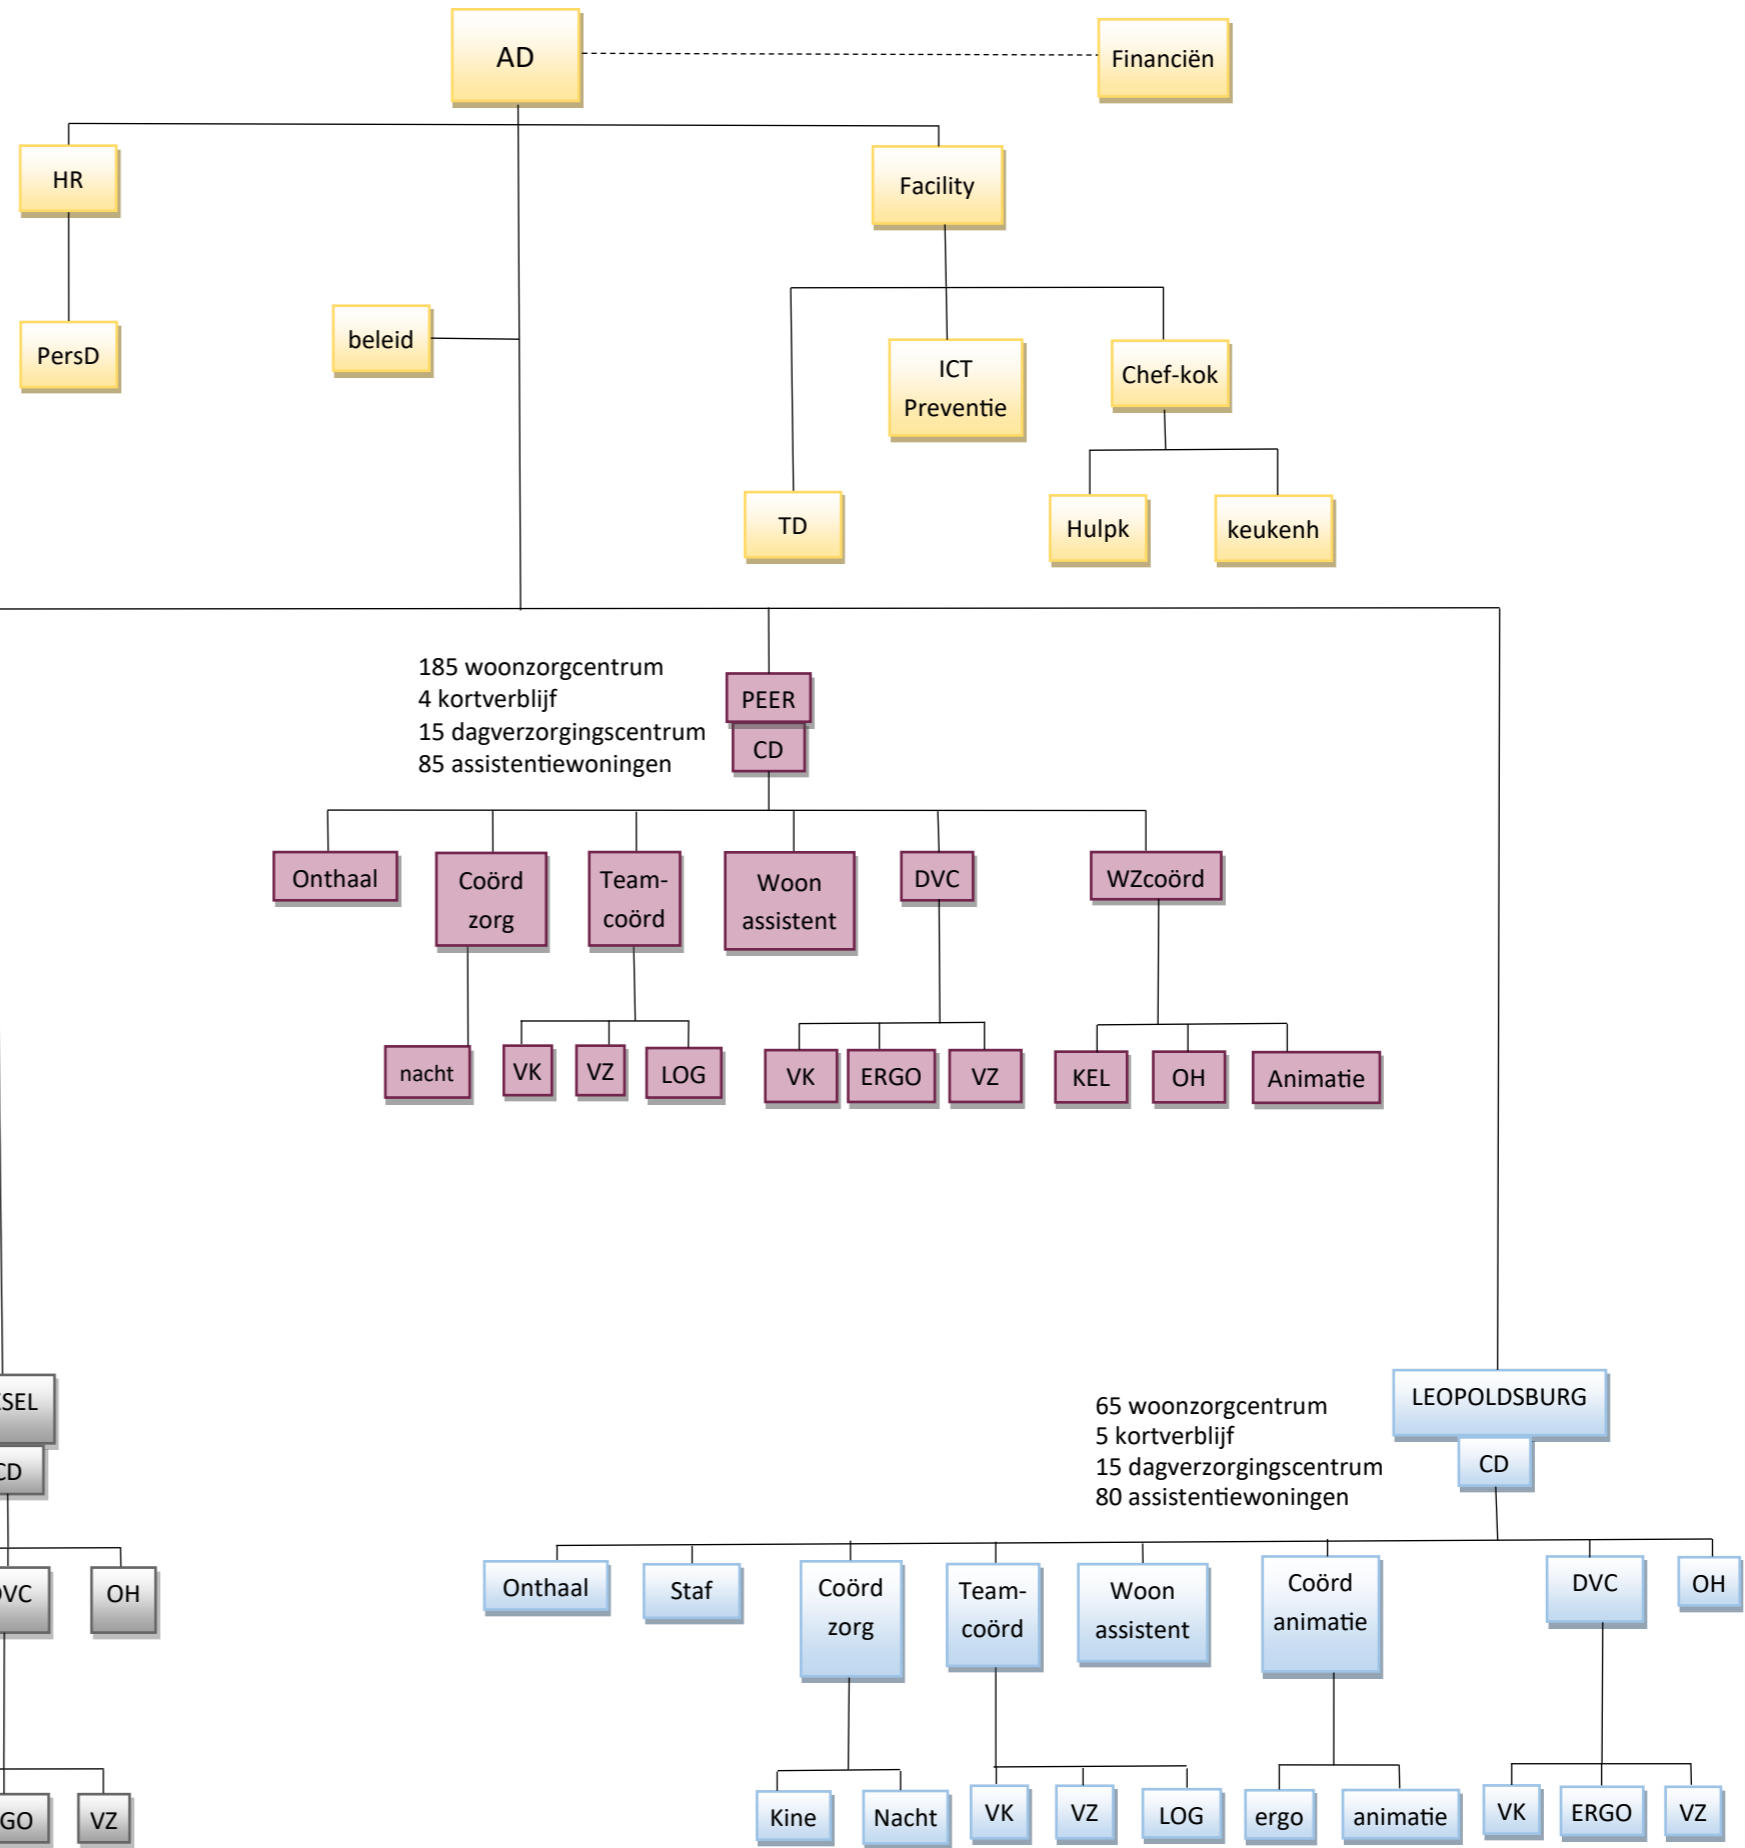 AD
Financiën
HR
Facility
PersD
beleid
ICT
Preventie
Chef-kok
TD
Hulpk
keukenh
185 woonzorgcentrum
4 kortverblijf
15 dagverzorgingscentrum
85 assistentiewoningen
PEER
CD
Onthaal
Coörd
zorg
Team-
coörd
Woon
assistent
DVC
WZcoörd
nacht
VK
VZ
LOG
VK
ERGO
VZ
KEL
OH
Animatie
SEL
CD
VC
OH
GO
VZ
65 woonzorgcentrum
5 kortverblijf
15 dagverzorgingscentrum
80 assistentiewoningen
LEOPOLDSBURG
CD
Onthaal
Staf
Coörd
zorg
Team-
coörd
Woon
assistent
Coörd
animatie
DVC
OH
Kine
Nacht
VK
VZ
LOG
ergo
animatie
VK
ERGO
VZ